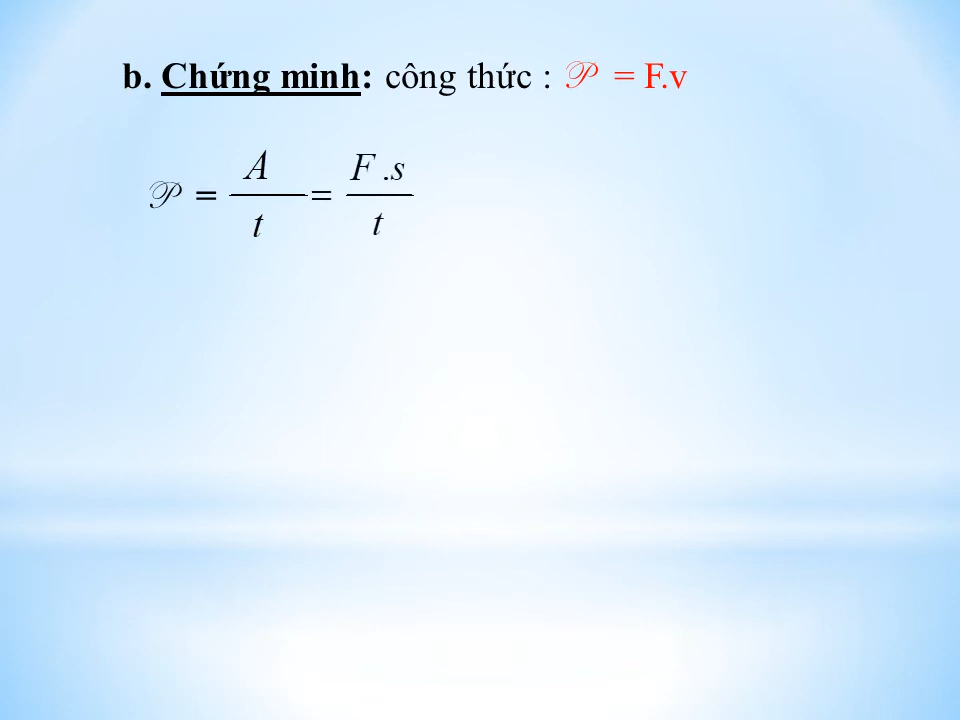 b. Chứng minh: công thức : 𝒫 = F.v
𝒫 = A/t = F.s/t